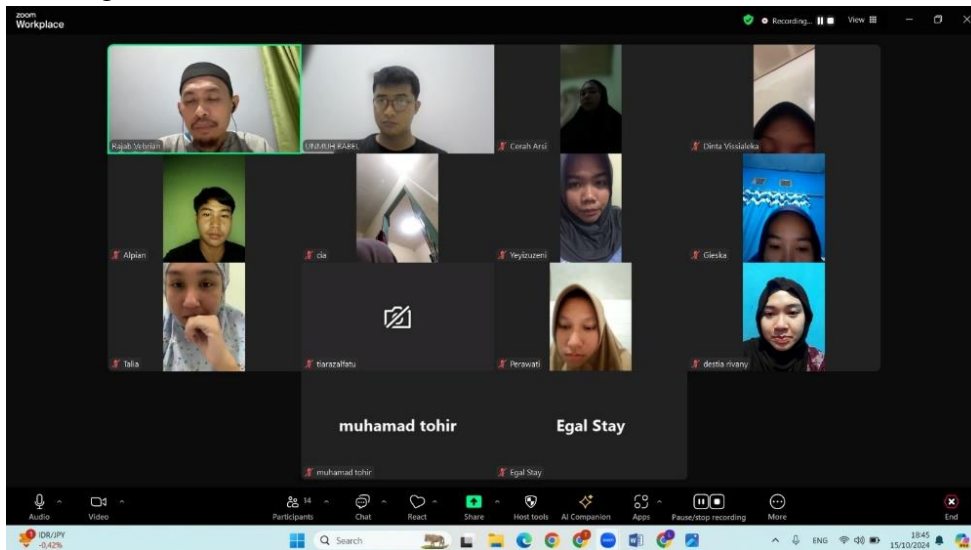 zoom
Workplace
Recording...
View
Rajab Vebrian
UNMUH BABEL
Cerah Arsi
Dinta Vissialoka
Alpian
cia
Yeyizuzeni
Gieska
Talia
tiarazalfatu
Perawati
destia rivany
muhamad tohir
Egal Stay
muhamad tohir
Egal Stay
Audio
Video
14
Participants
Chat
React
Share
Host tools
AI Companion
Apps
Pause/stop recording
More
End
IDR/JPY
-0,42%
Search
ENG
18:45
15/10/2024